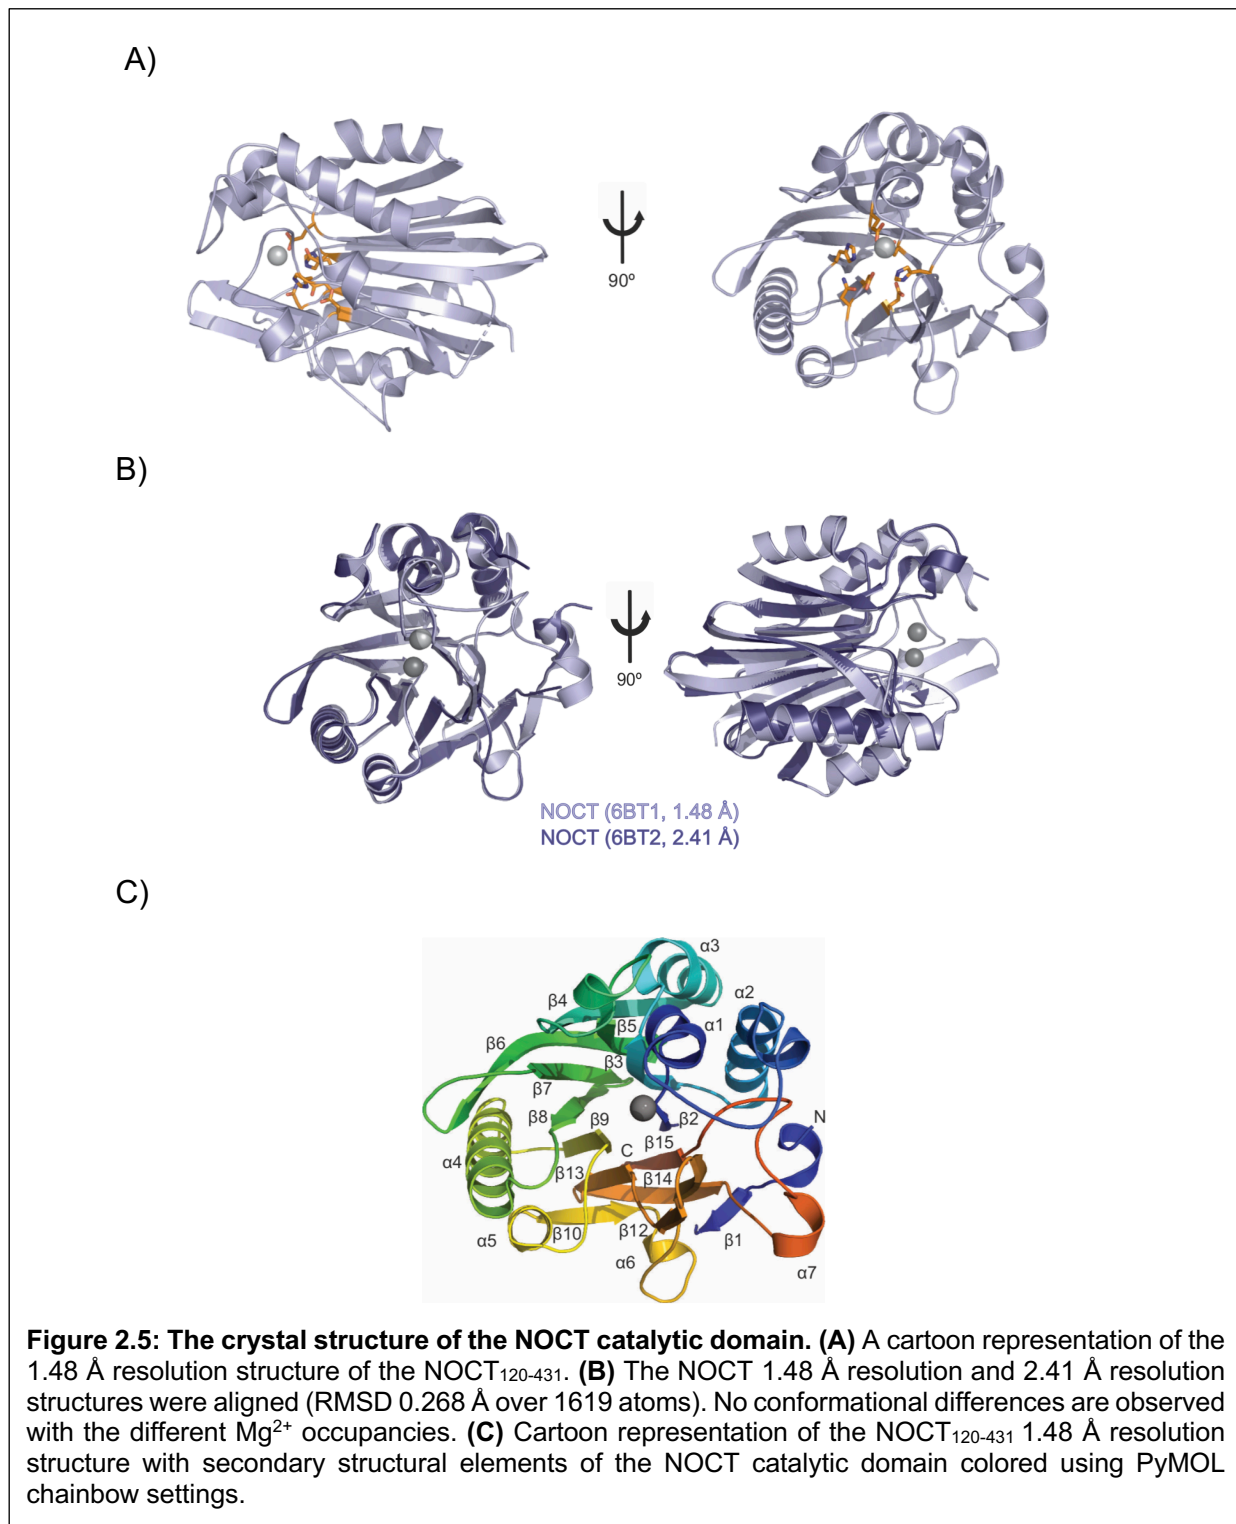 A)
90º
B)
90º
NOCT (6BT1, 1.48 Å)
NOCT (6BT2, 2.41 Å)
C)
α3
β4
α2
β5
α1
β6
β3
β7
β8
β2
N
β9
β15
C
α4
β13
β14
β10
β12
β1
α5
α6
α7
Figure 2.5: The crystal structure of the NOCT catalytic domain. (A) A cartoon representation of the
1.48 Å resolution structure of the NOCT₁₂₀₋₄₃₁. (B) The NOCT 1.48 Å resolution and 2.41 Å resolution
structures were aligned (RMSD 0.268 Å over 1619 atoms). No conformational differences are observed
with the different Mg²⁺ occupancies. (C) Cartoon representation of the NOCT₁₂₀₋₄₃₁ 1.48 Å resolution
structure with secondary structural elements of the NOCT catalytic domain colored using PyMOL
chainbow settings.